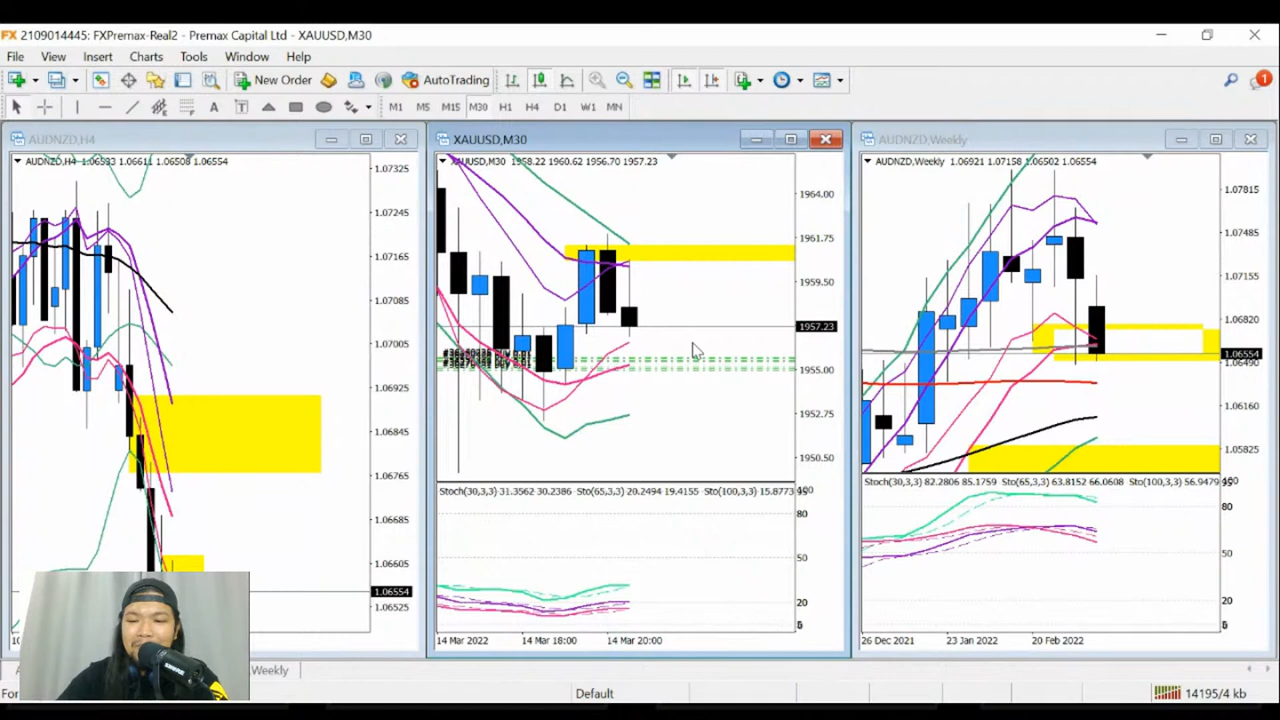 2109014445: FXPremax-Real2 - Premax Capital Ltd - XAUUSD,M30
File View Insert Charts Tools Window Help
New Order AutoTrading 1
A T M1 M5 M15 M30 H1 H4 D1 W1 MN
AUDNZD,H4
AUDNZD,H4 1.06533 1.06611 1.06508 1.06554
1.07325
1.07245
1.07165
1.07085
1.07005
1.06925
1.06845
1.06765
1.06685
1.06605
1.06554
1.06525
XAUUSD,M30
XAUUSD,M30 1958.22 1960.62 1956.70 1957.23
1964.00
1961.75
1959.50
1957.23
1955.00
1952.75
1950.50
Stoch(30,3,3) 31.3562 30.2386 Sto(65,3,3) 20.2494 19.4155 Sto(100,3,3) 15.8773
100
80
50
20
14 Mar 2022 14 Mar 18:00 14 Mar 20:00
AUDNZD,Weekly
AUDNZD,Weekly 1.06921 1.07158 1.06502 1.06554
1.07815
1.07485
1.07155
1.06820
1.06554
1.06490
1.06160
1.05825
Stoch(30,3,3) 82.2806 85.1759 Sto(65,3,3) 63.8152 66.0608 Sto(100,3,3) 56.9479
100
80
50
20
26 Dec 2021 23 Jan 2022 20 Feb 2022
Weekly
Default 14195/4 kb
SHURE